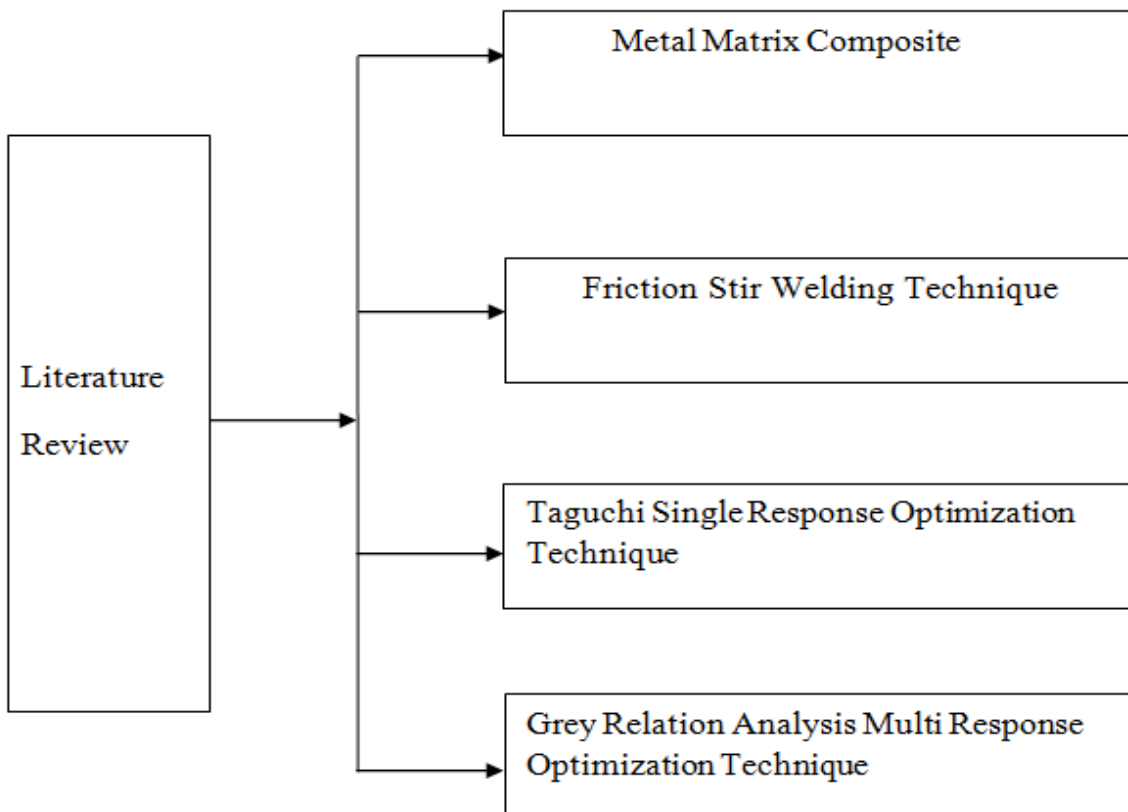 Metal Matrix Composite
Friction Stir Welding Technique
Literature
Review
Taguchi Single Response Optimization
Technique
Grey Relation Analysis Multi Response
Optimization Technique